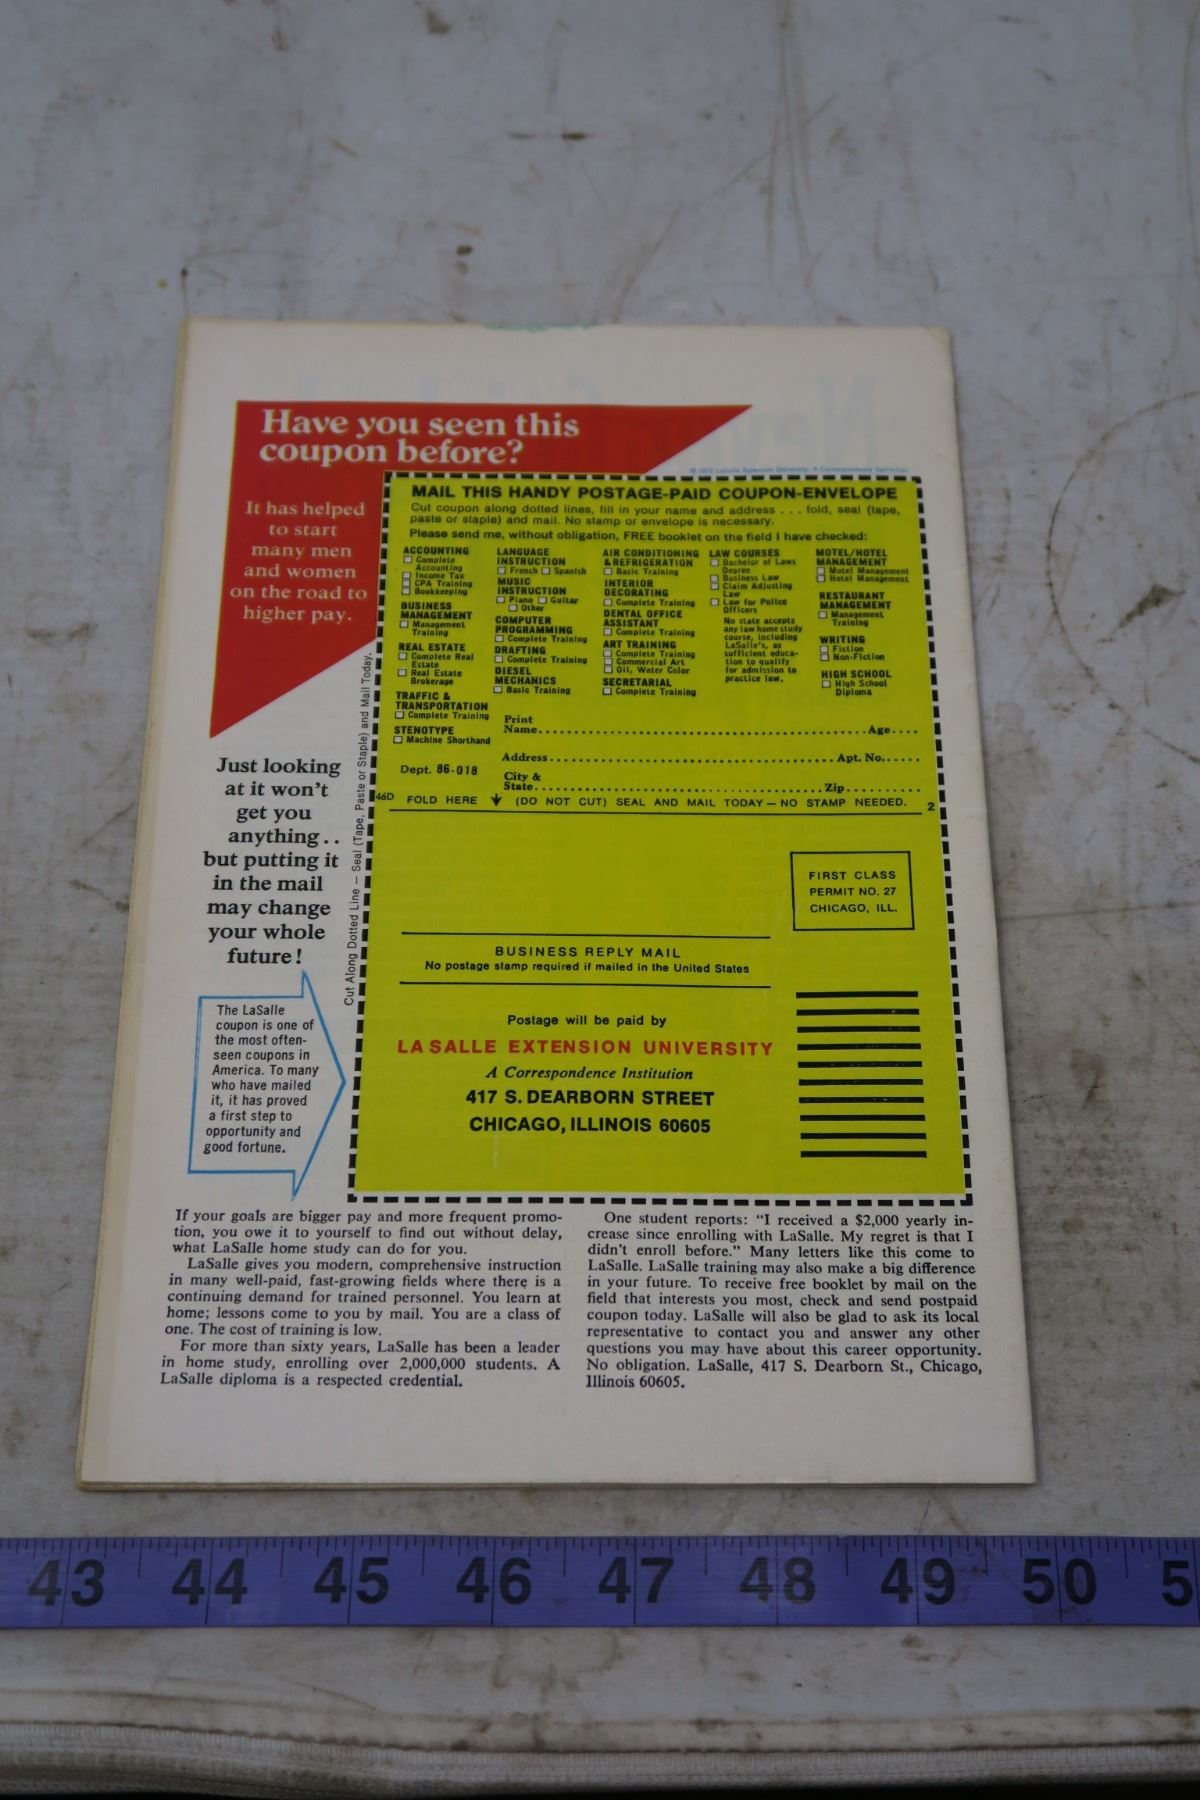 Have you seen this
coupon before?
It has helped
to start
many men
and women
on the road to
higher pay.
Just looking
at it won't
get you
anything..
but putting it
in the mail
may change
your whole
future!
The LaSalle
coupon is one of
the most often-
seen coupons in
America. To many
who have mailed
it, it has proved
a first step to
opportunity and
good fortune.
Cut Along Dotted Line – Seal (Tape, Paste or Staple) and Mail Today.
LaSalle Extension University. A Correspondence Institution
MAIL THIS HANDY POSTAGE-PAID COUPON-ENVELOPE
Cut coupon along dotted lines, fill in your name and address . . . fold, seal (tape,
paste or staple) and mail. No stamp or envelope is necessary.
Please send me, without obligation, FREE booklet on the field I have checked:
ACCOUNTING
Complete
Accounting
Income Tax
CPA Training
Bookkeeping
BUSINESS
MANAGEMENT
Management
Training
REAL ESTATE
Complete Real
Estate
Real Estate
Brokerage
TRAFFIC &
TRANSPORTATION
Complete Training
STENOTYPE
Machine Shorthand
LANGUAGE
INSTRUCTION
French Spanish
MUSIC
INSTRUCTION
Piano Guitar
Other
COMPUTER
PROGRAMMING
Complete Training
DRAFTING
Complete Training
DIESEL
MECHANICS
Basic Training
AIR CONDITIONING
& REFRIGERATION
Basic Training
INTERIOR
DECORATING
Complete Training
DENTAL OFFICE
ASSISTANT
Complete Training
ART TRAINING
Complete Training
Commercial Art
Oil, Water Color
SECRETARIAL
Complete Training
LAW COURSES
Bachelor of Laws
Degree
Business Law
Claim Adjusting
Law
Law for Police
Officers
No state accepts
any law home study
course, including
LaSalle's, as
sufficient educa-
tion to qualify
for admission to
practice law.
MOTEL/HOTEL
MANAGEMENT
Motel Management
Hotel Management
RESTAURANT
MANAGEMENT
Management
Training
WRITING
Fiction
Non-Fiction
HIGH SCHOOL
High School
Diploma
Print
Name Age
Address Apt. No.
Dept. 86-018
City &
State Zip
46D FOLD HERE (DO NOT CUT) SEAL AND MAIL TODAY – NO STAMP NEEDED. 2
FIRST CLASS
PERMIT NO. 27
CHICAGO, ILL.
BUSINESS REPLY MAIL
No postage stamp required if mailed in the United States
Postage will be paid by
LA SALLE EXTENSION UNIVERSITY
A Correspondence Institution
417 S. DEARBORN STREET
CHICAGO, ILLINOIS 60605
If your goals are bigger pay and more frequent promo-
tion, you owe it to yourself to find out without delay,
what LaSalle home study can do for you.
LaSalle gives you modern, comprehensive instruction
in many well-paid, fast-growing fields where there is a
continuing demand for trained personnel. You learn at
home; lessons come to you by mail. You are a class of
one. The cost of training is low.
For more than sixty years, LaSalle has been a leader
in home study, enrolling over 2,000,000 students. A
LaSalle diploma is a respected credential.
One student reports: “I received a $2,000 yearly in-
crease since enrolling with LaSalle. My regret is that I
didn't enroll before.” Many letters like this come to
LaSalle. LaSalle training may also make a big difference
in your future. To receive free booklet by mail on the
field that interests you most, check and send postpaid
coupon today. LaSalle will also be glad to ask its local
representative to contact you and answer any other
questions you may have about this career opportunity.
No obligation. LaSalle, 417 S. Dearborn St., Chicago,
Illinois 60605.
43 44 45 46 47 48 49 50 5